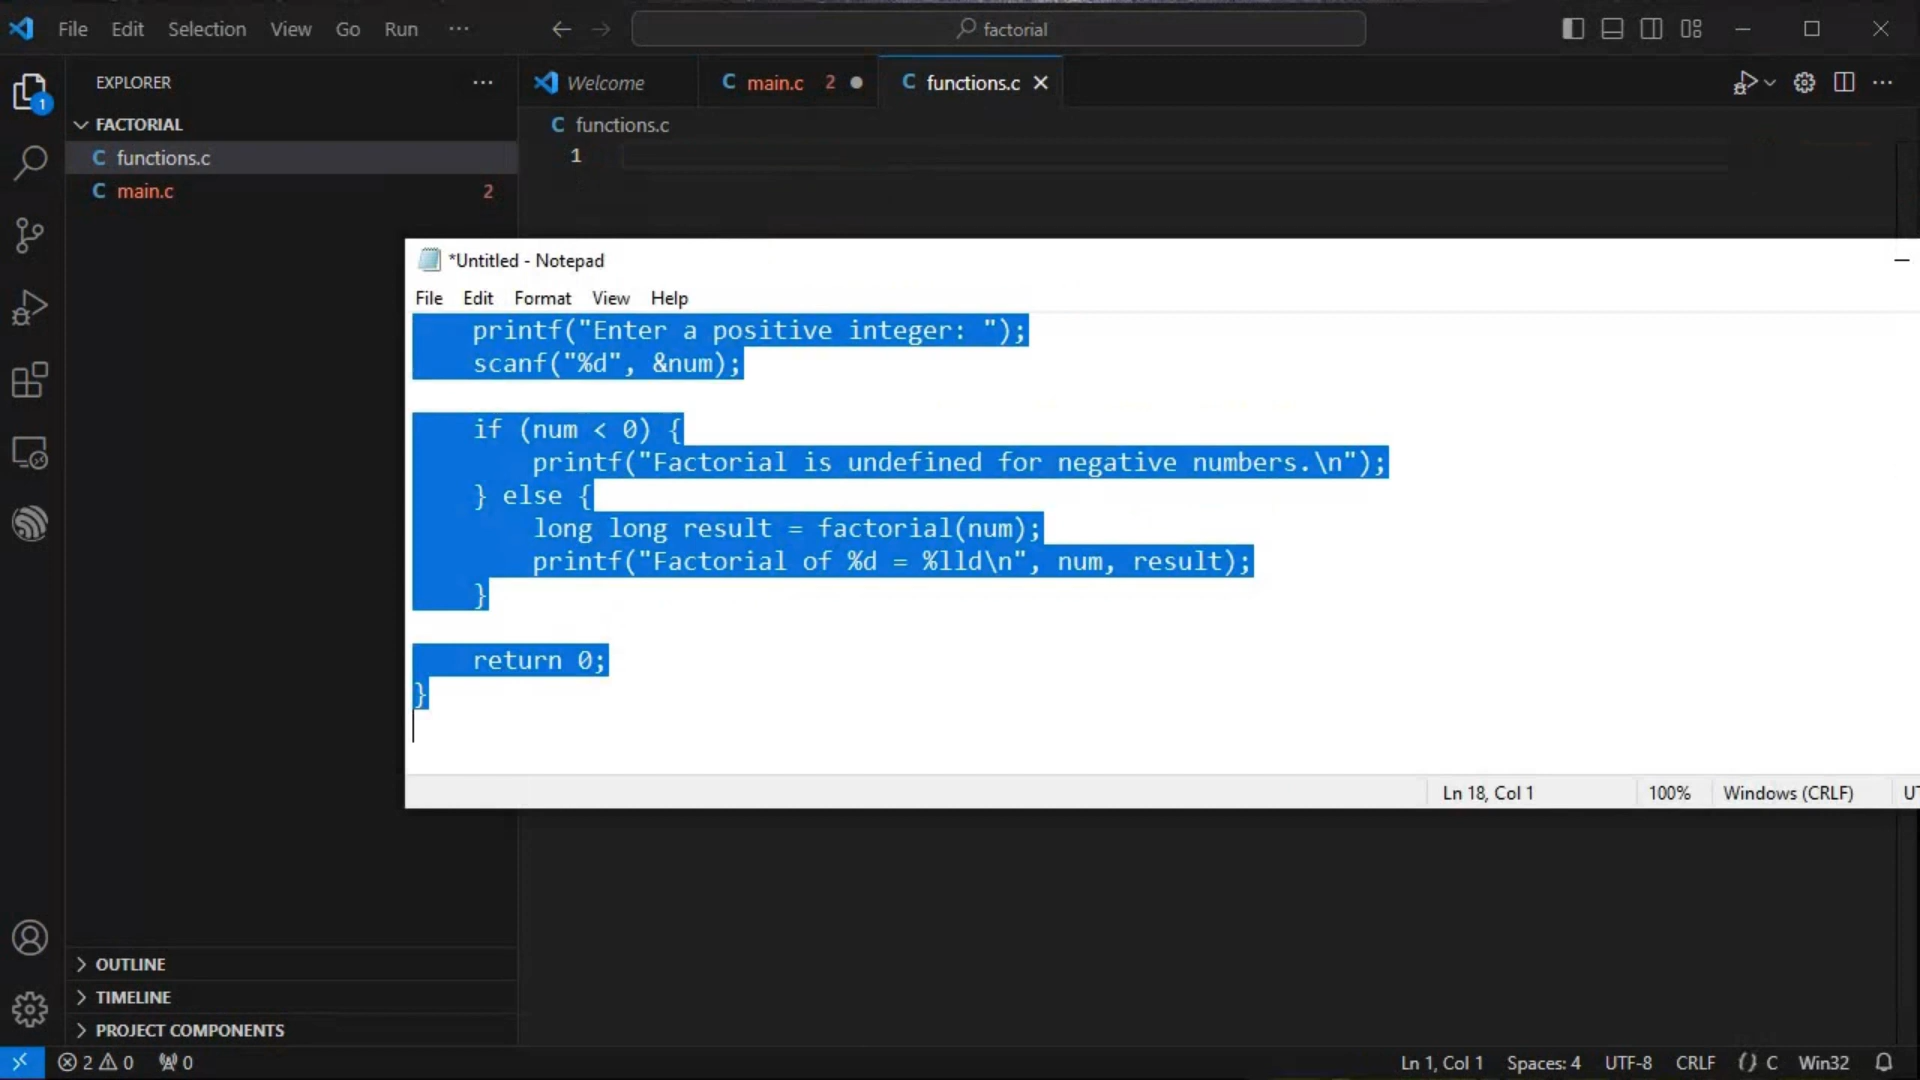 File Edit Selection View Go Run ··· factorial
EXPLORER ···
FACTORIAL
C functions.c
C main.c 2
1
Welcome C main.c 2 C functions.c
C functions.c
1
*Untitled - Notepad
File Edit Format View Help
printf("Enter a positive integer: ");
scanf("%d", &num);
if (num < 0) {
printf("Factorial is undefined for negative numbers.\n");
} else {
long long result = factorial(num);
printf("Factorial of %d = %lld\n", num, result);
}
return 0;
}
Ln 18, Col 1 100% Windows (CRLF) UT
OUTLINE
TIMELINE
PROJECT COMPONENTS
2 0 0 Ln 1, Col 1 Spaces: 4 UTF-8 CRLF () C Win32